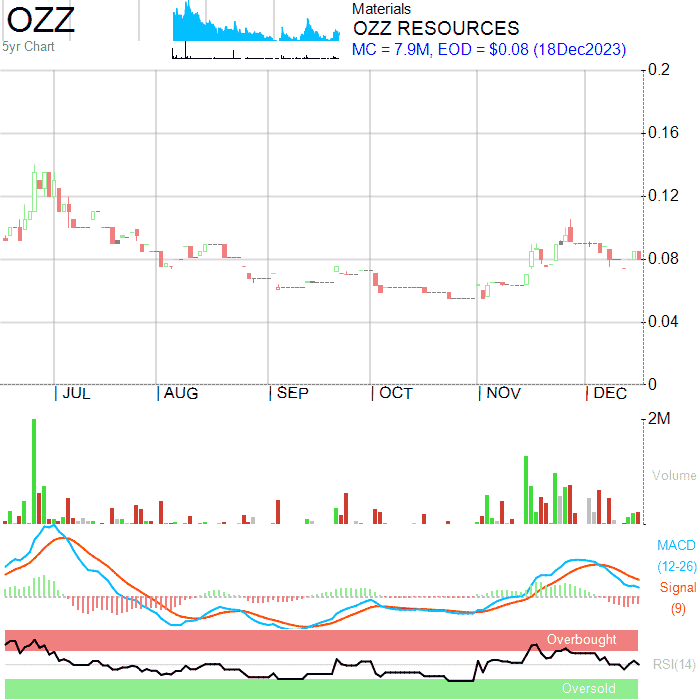 OZZ
5yr Chart
Materials
OZZ RESOURCES
MC = 7.9M, EOD = $0.08 (18Dec2023)
0.2
0.16
0.12
0.08
0.04
0
JUL AUG SEP OCT NOV DEC
2M
Volume
MACD
(12-26)
Signal
(9)
Overbought
RSI(14)
Oversold